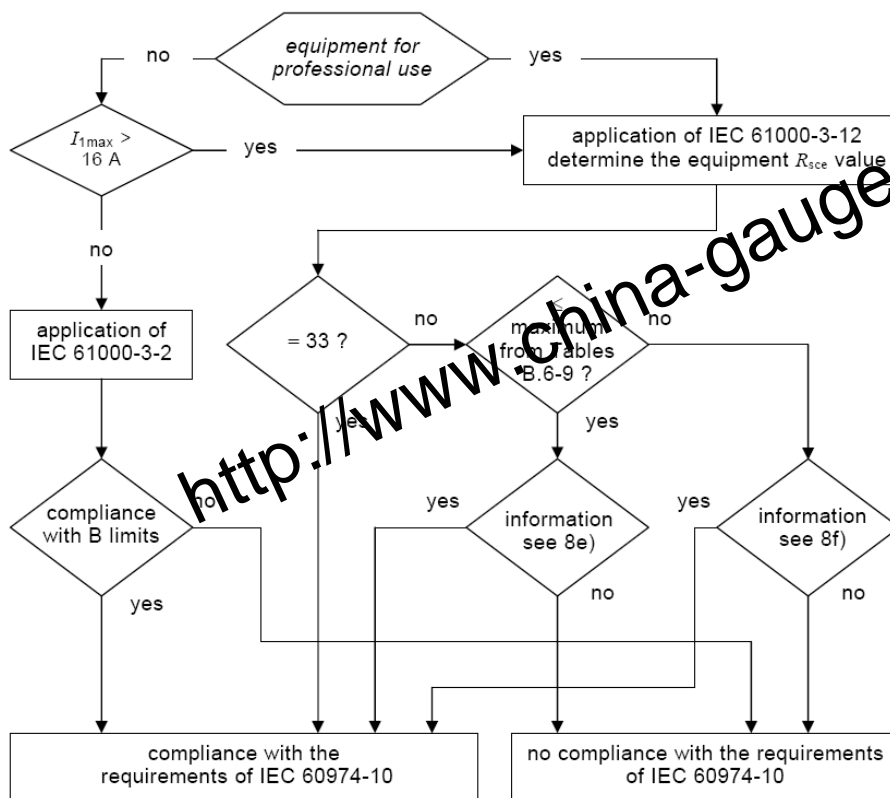 equipment for
professional use
no
yes
I1max >
16 A
yes
application of IEC 61000-3-12
determine the equipment Rsce value
no
application of
IEC 61000-3-2
= 33 ?
no
≤
maximum
from Tables
B.6-9 ?
no
yes
yes
compliance
with B limits
no
yes
information
see 8e)
yes
information
see 8f)
yes
no
no
compliance with the
requirements of IEC 60974-10
no compliance with the requirements
of IEC 60974-10
http://www.china-gauge